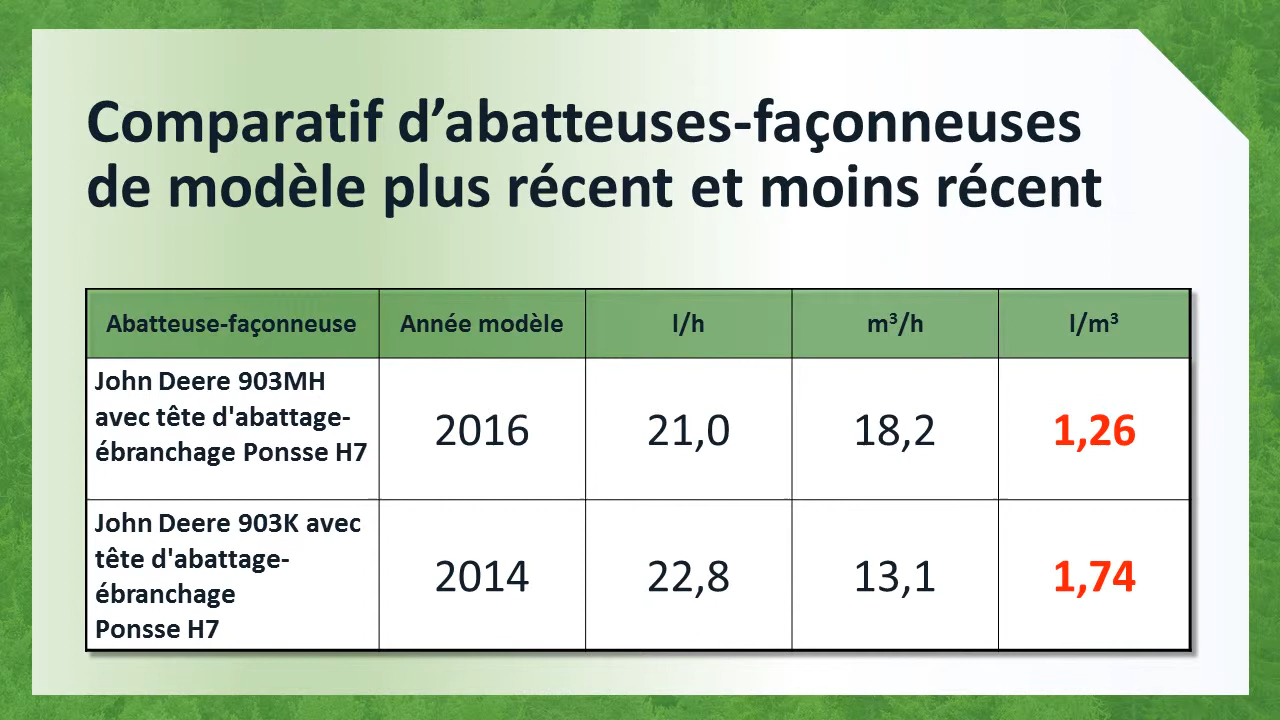 Comparatif d’abatteuses-façonneuses
de modèle plus récent et moins récent
Abatteuse-façonneuse Année modèle l/h m³/h l/m³
John Deere 903MH
avec tête d'abattage-
ébranchage Ponsse H7
2016 21,0 18,2 1,26
John Deere 903K avec
tête d'abattage-
ébranchage
Ponsse H7
2014 22,8 13,1 1,74